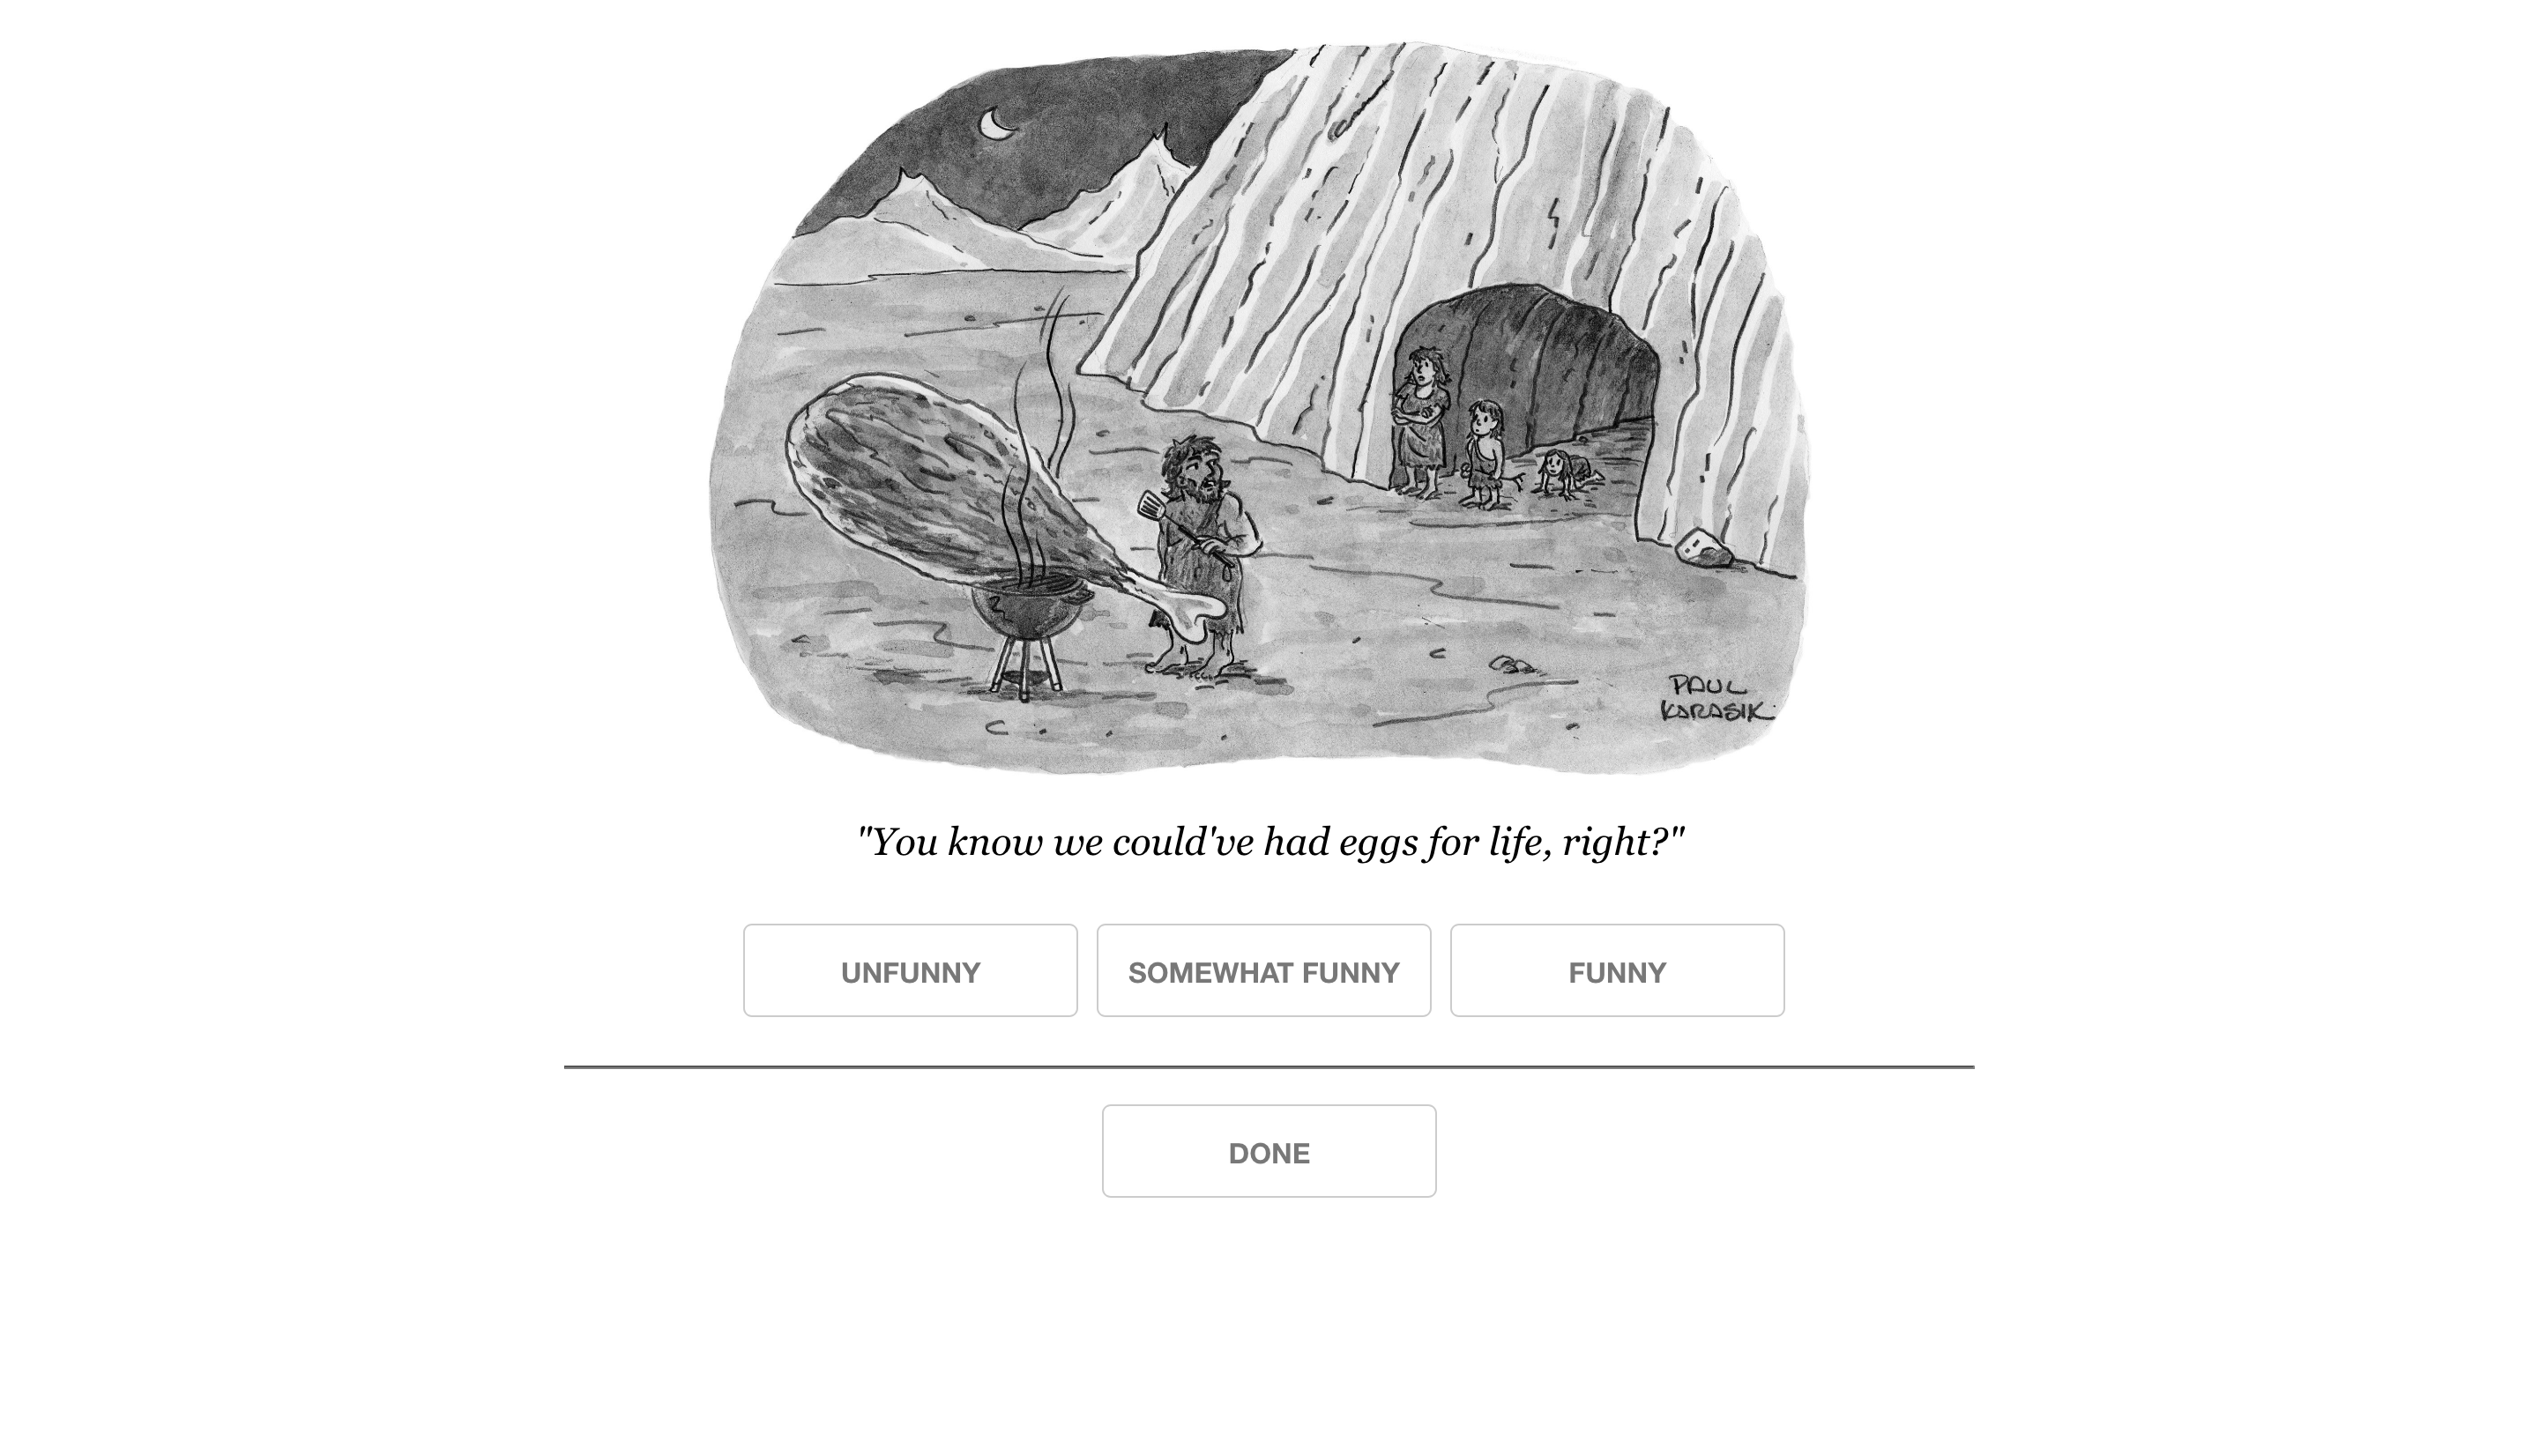 PAUL
KARASIK
"You know we could've had eggs for life, right?"
UNFUNNY
SOMEWHAT FUNNY
FUNNY
DONE